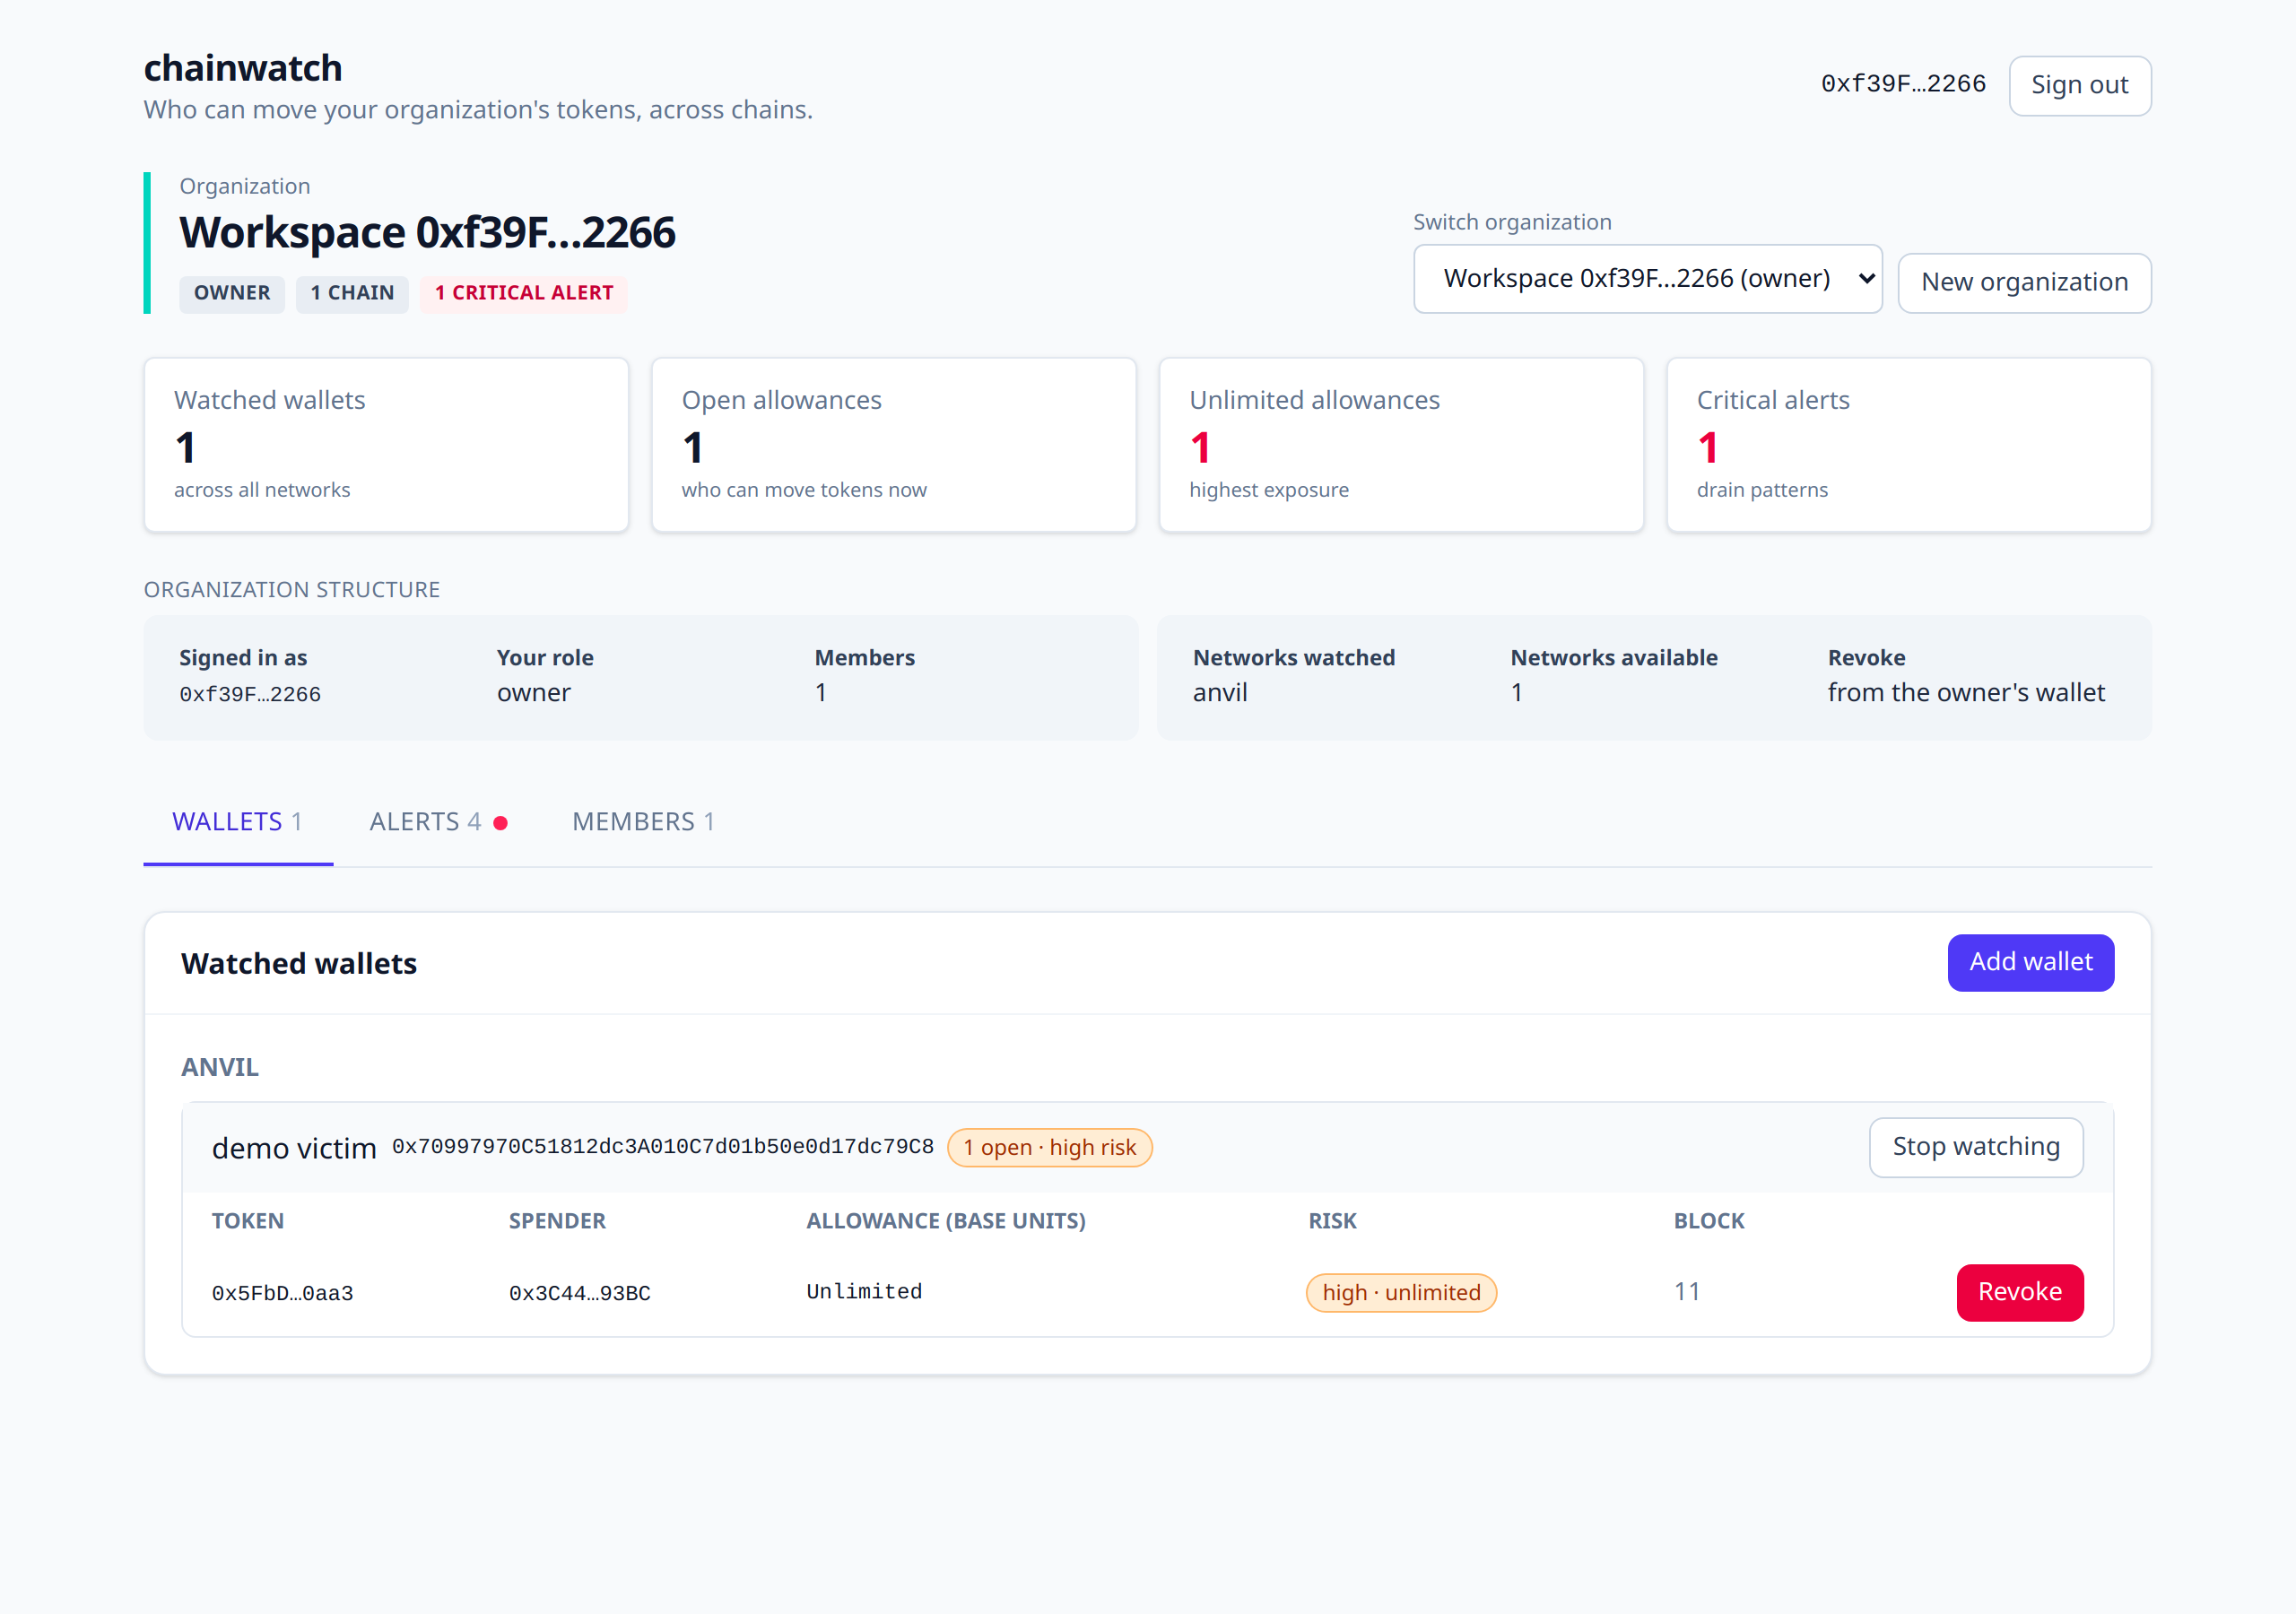 chainwatch
Who can move your organization's tokens, across chains.
0xf39F…2266
Sign out
Organization
Workspace 0xf39F…2266
OWNER
1 CHAIN
1 CRITICAL ALERT
Switch organization
Workspace 0xf39F…2266 (owner)
New organization
Watched wallets
1
across all networks
Open allowances
1
who can move tokens now
Unlimited allowances
1
highest exposure
Critical alerts
1
drain patterns
ORGANIZATION STRUCTURE
Signed in as
0xf39F…2266
Your role
owner
Members
1
Networks watched
anvil
Networks available
1
Revoke
from the owner's wallet
WALLETS 1
ALERTS 4
MEMBERS 1
Watched wallets
Add wallet
ANVIL
demo victim 0x70997970C51812dc3A010C7d01b50e0d17dc79C8 1 open · high risk
Stop watching
TOKEN SPENDER ALLOWANCE (BASE UNITS) RISK BLOCK
0x5FbD…0aa3 0x3C44…93BC Unlimited high · unlimited 11 Revoke